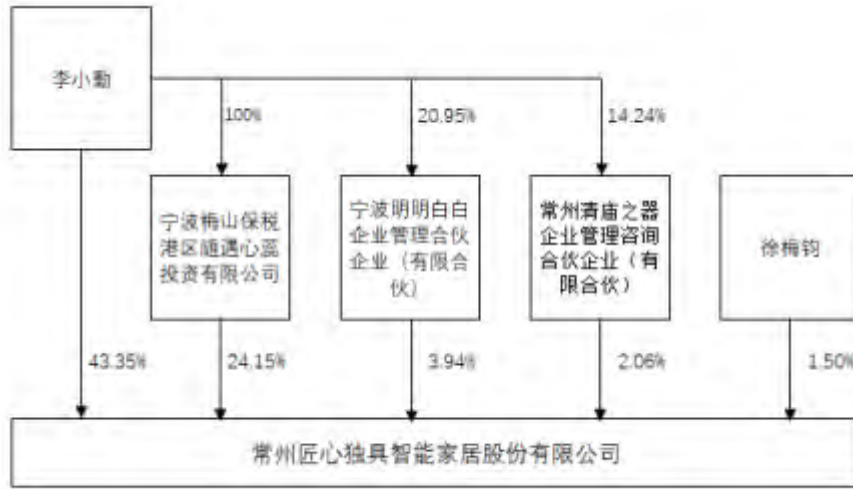 李小勤
100%
20.95%
14.24%
宁波梅山保税
港区随遇心蕊
投资有限公司
宁波明明白白
企业管理合伙
企业（有限合
伙）
常州清庙之器
企业管理咨询
合伙企业（有
限合伙）
徐梅钧
43.35%
24.15%
3.94%
2.06%
1.50%
常州匠心独具智能家居股份有限公司